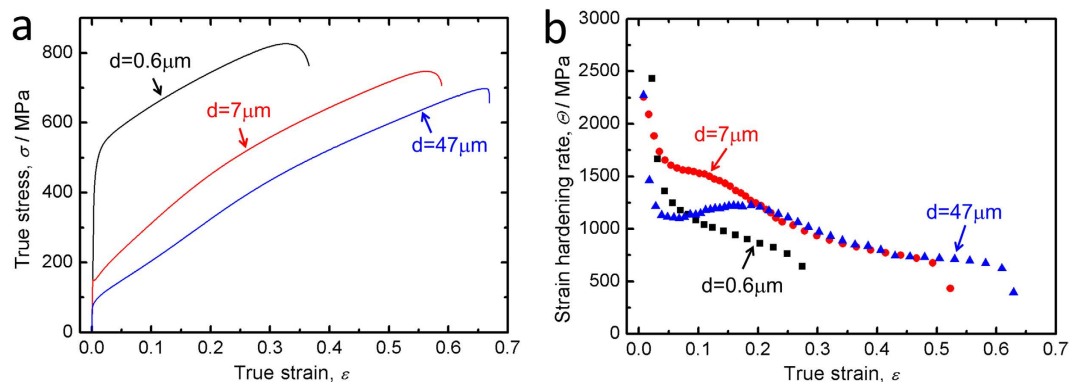 a
True stress, σ / MPa
800
600
400
200
0
d=0.6μm
d=7μm
d=47μm
0.0 0.1 0.2 0.3 0.4 0.5 0.6 0.7
True strain, ε
b
Strain hardening rate, Θ / MPa
3000
2500
2000
1500
1000
500
0
d=7μm
d=47μm
d=0.6μm
0.0 0.1 0.2 0.3 0.4 0.5 0.6 0.7
True strain, ε